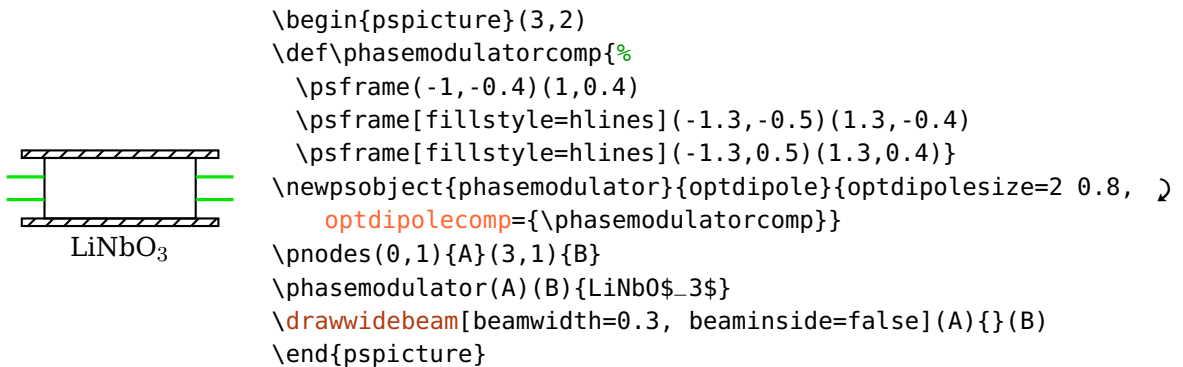 LiNbO₃
\begin{pspicture}(3,2)
\def\phasemodulatorcomp{%
\psframe(-1,-0.4)(1,0.4)
\psframe[fillstyle=hlines](-1.3,-0.5)(1.3,-0.4)
\psframe[fillstyle=hlines](-1.3,0.5)(1.3,0.4)}
\newpsobject{phasemodulator}{optdipole}{optdipolesize=2 0.8,
optdipolecomp={\phasemodulatorcomp}}
\pnodes(0,1){A}(3,1){B}
\phasemodulator(A)(B){LiNbO$_3$}
\drawwidebeam[beamwidth=0.3, beaminside=false](A){}(B)
\end{pspicture}